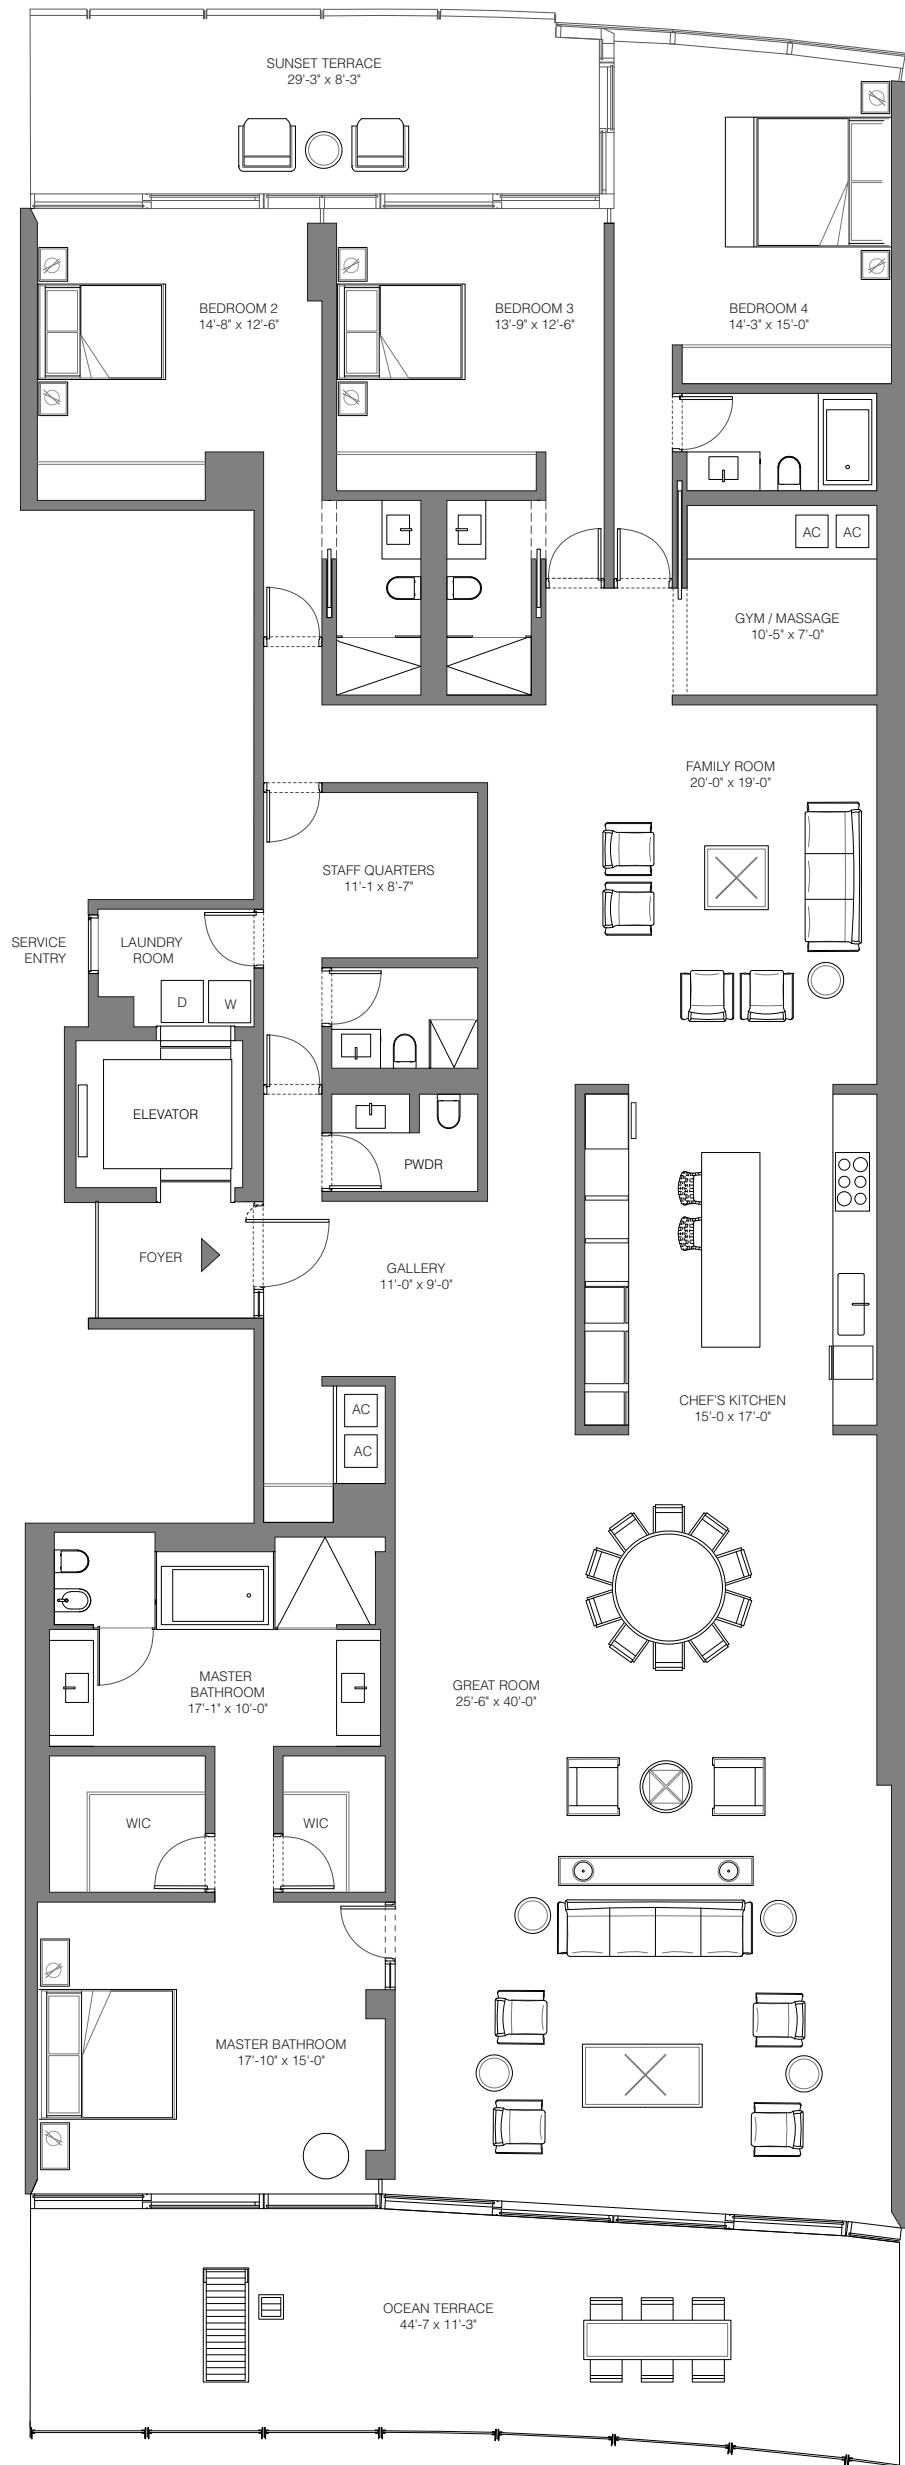 SUNSET TERRACE
29'-3" x 8'-3"
BEDROOM 2
14'-8" x 12'-6"
BEDROOM 3
13'-9" x 12'-6"
BEDROOM 4
14'-3" x 15'-0"
AC
AC
GYM / MASSAGE
10'-5" x 7'-0"
FAMILY ROOM
20'-0" x 19'-0"
STAFF QUARTERS
11'-1 x 8'-7"
SERVICE
ENTRY
LAUNDRY
ROOM
D
W
ELEVATOR
PWDR
FOYER
GALLERY
11'-0" x 9'-0"
CHEF'S KITCHEN
15'-0 x 17'-0"
AC
AC
MASTER
BATHROOM
17'-1" x 10'-0"
GREAT ROOM
25'-6" x 40'-0"
WIC
WIC
MASTER BATHROOM
17'-10" x 15'-0"
OCEAN TERRACE
44'-7 x 11'-3"